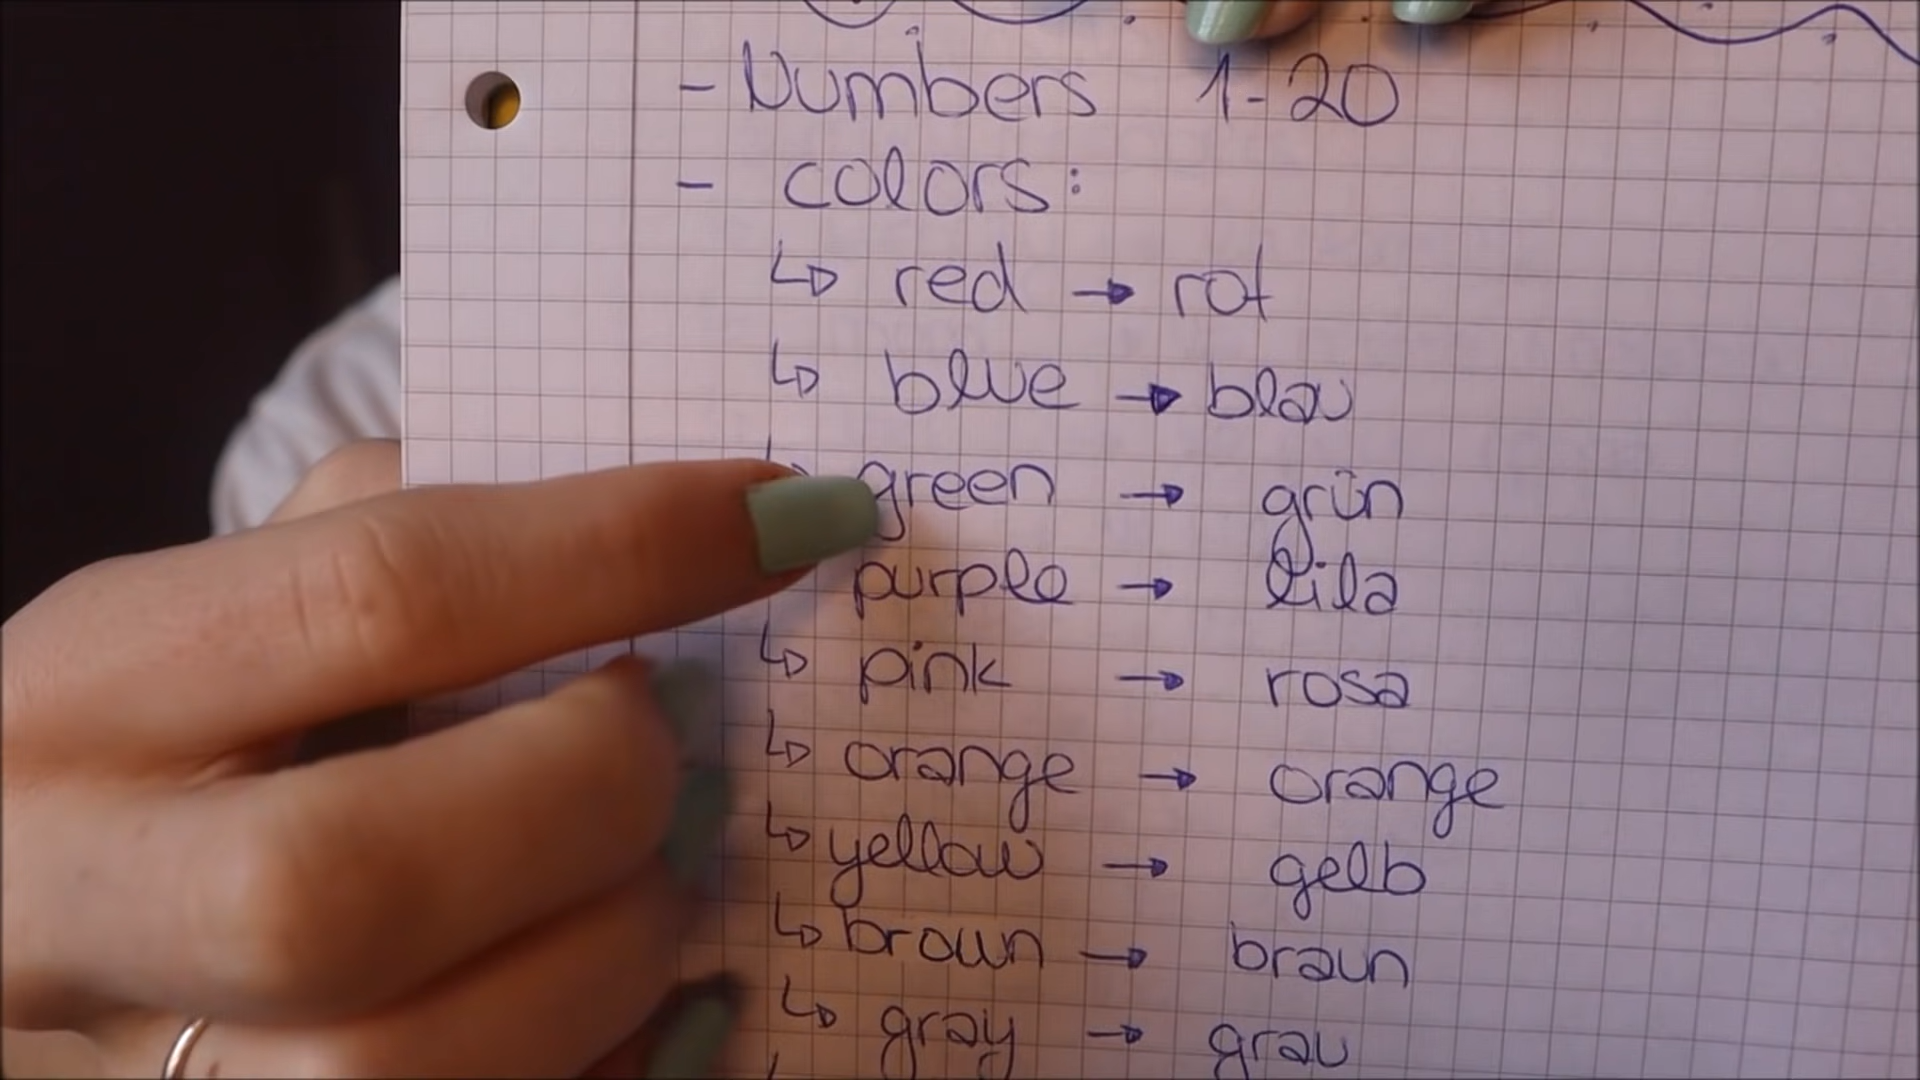 - Numbers 1-20
- colors:
↳ red → rot
↳ blue → blau
↳ green → grün
purple → lila
↳ pink → rosa
↳ orange → orange
↳ yellow → gelb
↳ brown → braun
↳ gray → grau